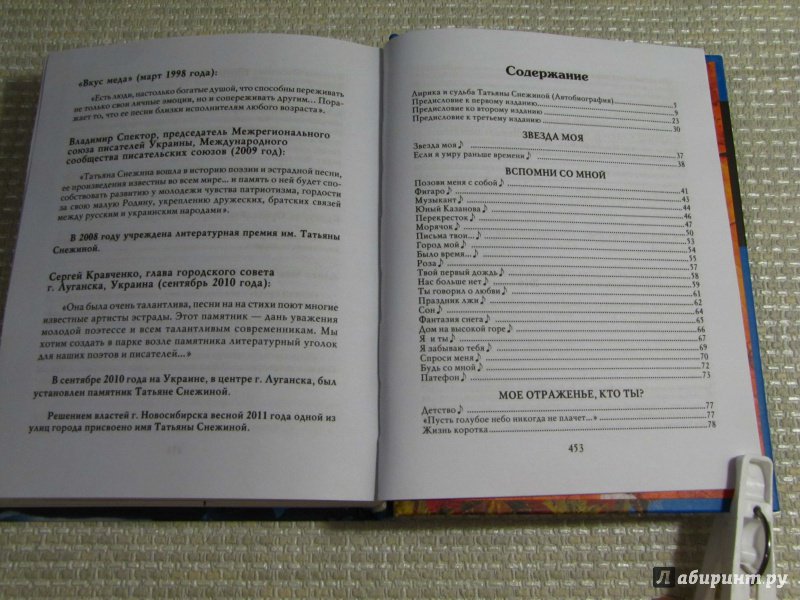 «Вкус меда» (март 1998 года):
«Есть люди, настолько богатые душой, что способны переживать
не только свои личные эмоции, но и сопереживать другим... Пора-
жает то, что ее песни близки исполнителям любого возраста».
Владимир Спектор, председатель Межрегионального
союза писателей Украины, Международного
сообщества писательских союзов (2009 год):
«Татьяна Снежина вошла в историю поэзии и эстрадной песни,
ее произведения известны во всем мире... и память о ней будет спо-
собствовать развитию у молодежи чувства патриотизма, гордости
за свою малую Родину, укреплению дружеских, братских связей
между русским и украинским народами».
В 2008 году учреждена литературная премия им. Татьяны
Снежиной.
Сергей Кравченко, глава городского совета
г. Луганска, Украина (сентябрь 2010 года):
«Она была очень талантлива, песни на на стихи поют многие
известные артисты эстрады. Этот памятник — дань уважения
молодой поэтессе и всем талантливым современникам. Мы
хотим создать в парке возле памятника литературный уголок
для наших поэтов и писателей...»
В сентябре 2010 года на Украине, в центре г. Луганска, был
установлен памятник Татьяне Снежиной.
Решением властей г. Новосибирска весной 2011 года одной из
улиц города присвоено имя Татьяны Снежиной.
Содержание
Лирика и судьба Татьяны Снежиной (Автобиография) 5
Предисловие к первому изданию 9
Предисловие ко второму изданию 23
Предисловие к третьему изданию 30
ЗВЕЗДА МОЯ
Звезда моя♪ 37
Если я умру раньше времени♪ 38
ВСПОМНИ СО МНОЙ
Позови меня с собой♪ 41
Фигаро♪ 43
Музыкант♪ 44
Юный Казанова♪ 46
Перекресток♪ 47
Морячок♪ 50
Письма твои...♪ 53
Город мой♪ 54
Было время...♪ 55
Роза♪ 57
Твой первый дождь♪ 58
Нас больше нет♪ 59
Ты говорил о любви♪ 61
Праздник лжи♪ 62
Сон♪ 64
Фантазия снега♪ 65
Дом на высокой горе♪ 66
Я и ты♪ 67
Я забываю тебя♪ 69
Спроси меня♪ 70
Будь со мной♪ 72
Патефон♪ 73
МОЕ ОТРАЖЕНЬЕ, КТО ТЫ?
Детство♪ 77
«Пусть голубое небо никогда не плачет...» 77
Жизнь коротка 78
453
Лабиринт.ру